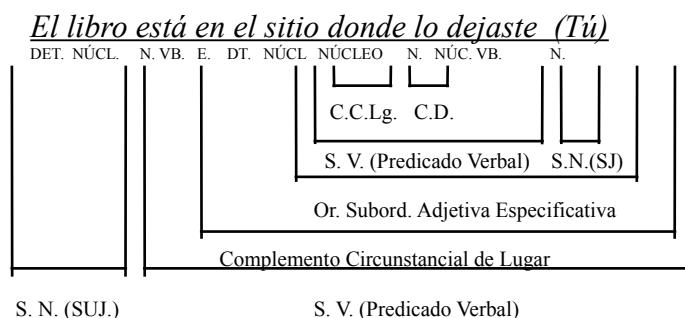 El libro está en el sitio donde lo dejaste (Tú)
DET. NÚCL. N. VB. E. DT. NÚCL NÚCLEO N. NÚC. VB. N.
C.C.Lg. C.D.
S. V. (Predicado Verbal) S.N.(SJ)
Or. Subord. Adjetiva Especificativa
Complemento Circunstancial de Lugar
S. N. (SUJ.) S. V. (Predicado Verbal)